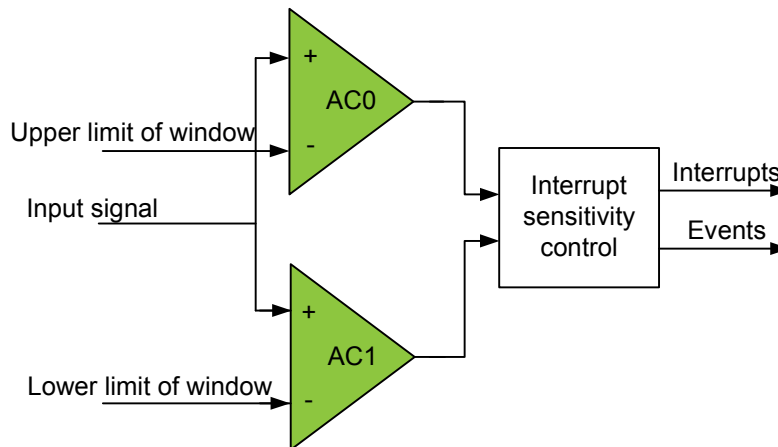 +
AC0
Upper limit of window
-
Input signal
Interrupt
sensitivity
control
Interrupts
Events
+
AC1
Lower limit of window
-